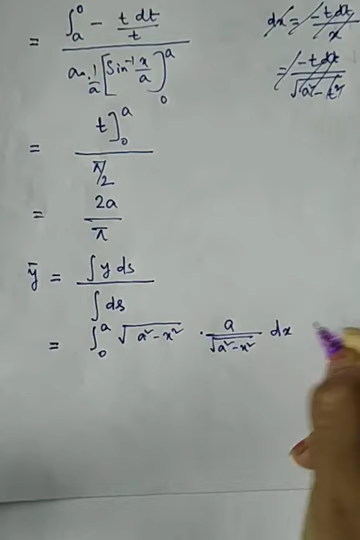 = ∫ₐ⁰ - t dt / t dx = -t dt / x
a · 1/a [Sin⁻¹ x/a]₀ᵃ = -t dt / √a² - t²
= t]₀ᵃ / π/2
= 2a / π
ȳ = ∫ y ds / ∫ ds
= ∫₀ᵃ √a² - x² · a / √a² - x² dx